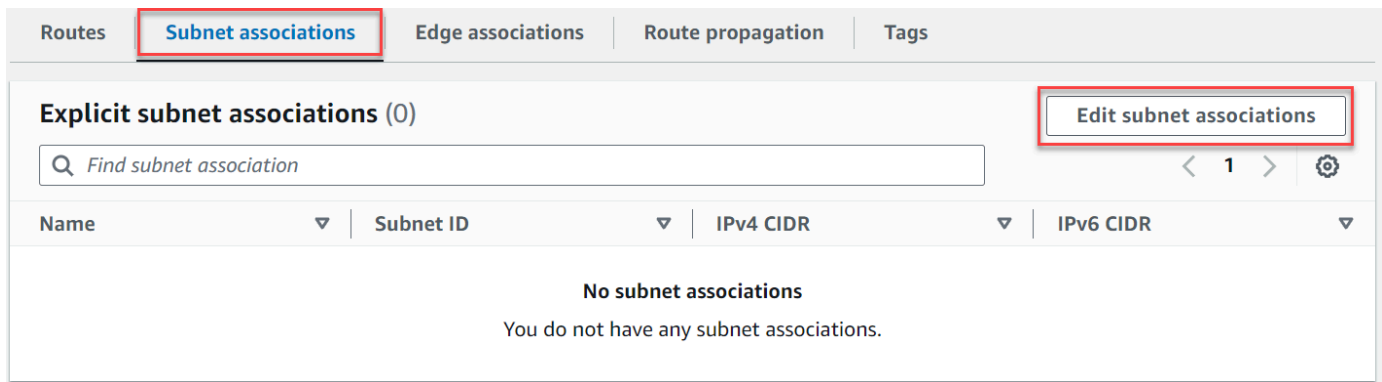 Routes Subnet associations Edge associations Route propagation Tags
Explicit subnet associations (0)
Edit subnet associations
Find subnet association
1
Name Subnet ID IPv4 CIDR IPv6 CIDR
No subnet associations
You do not have any subnet associations.